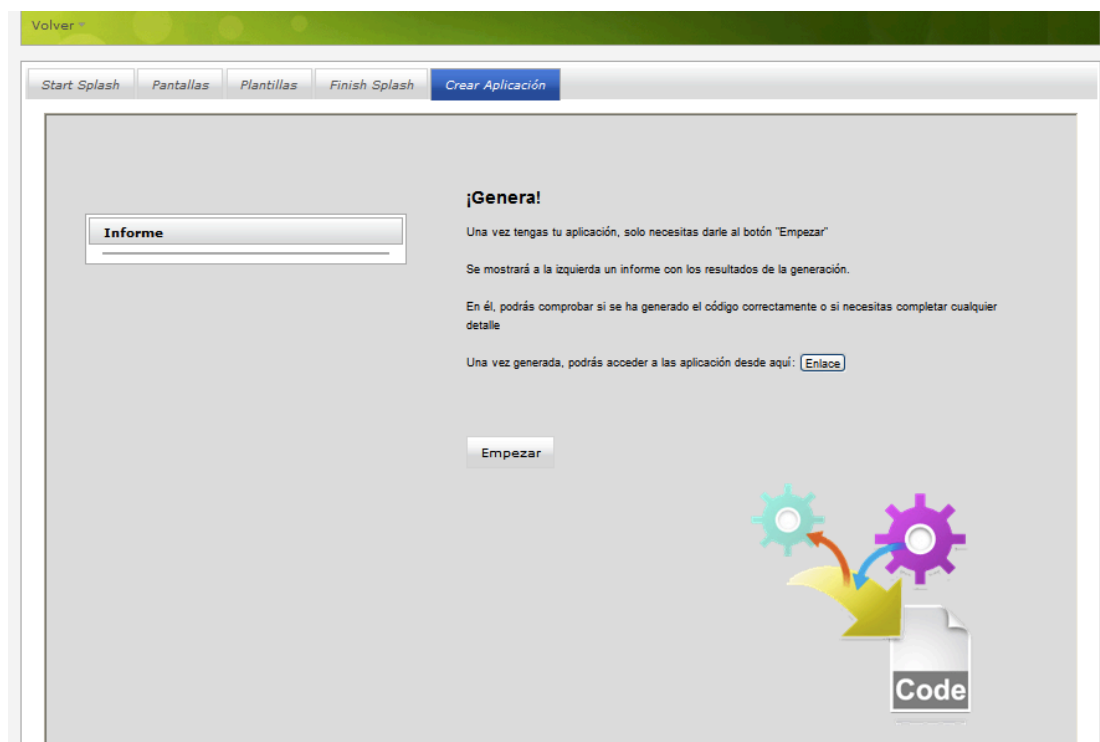 Volver
Start Splash
Pantallas
Plantillas
Finish Splash
Crear Aplicación
Informe
¡Genera!
Una vez tengas tu aplicación, solo necesitas darle al botón "Empezar"
Se mostrará a la izquierda un informe con los resultados de la generación.
En él, podrás comprobar si se ha generado el código correctamente o si necesitas completar cualquier
detalle
Una vez generada, podrás acceder a las aplicación desde aquí: Enlace
Empezar
Code